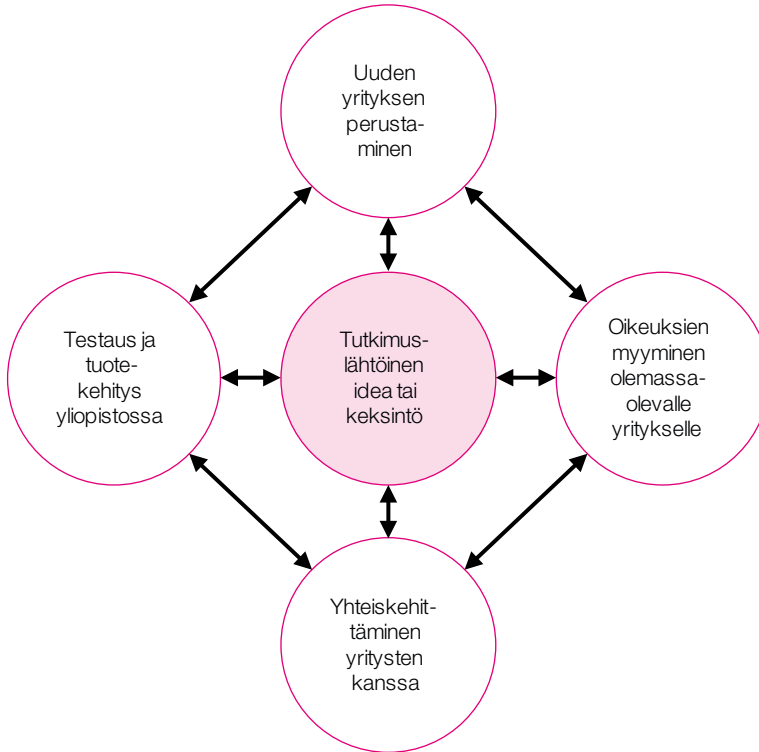 Uuden
yrityksen
perusta-
minen
Testaus ja
tuote-
kehitys
yliopistossa
Tutkimus-
lähtöinen
idea tai
keksintö
Oikeuksien
myyminen
olemassa-
olevalle
yritykselle
Yhteiskehit-
täminen
yritysten
kanssa